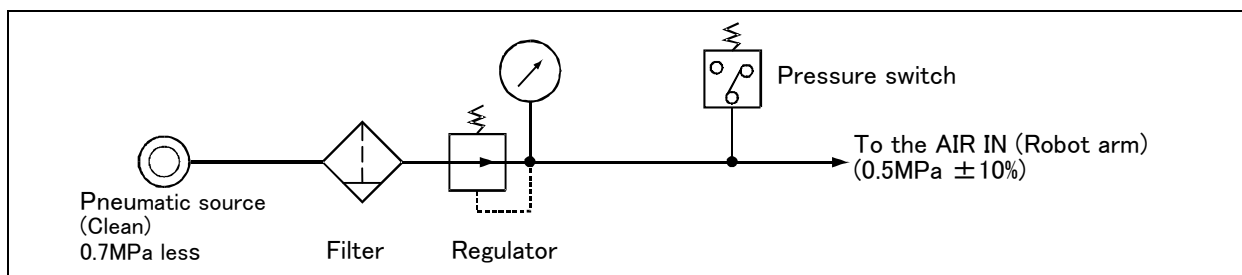 Pressure switch
To the AIR IN (Robot arm)
(0.5MPa ±10%)
Pneumatic source
(Clean)
0.7MPa less
Filter
Regulator